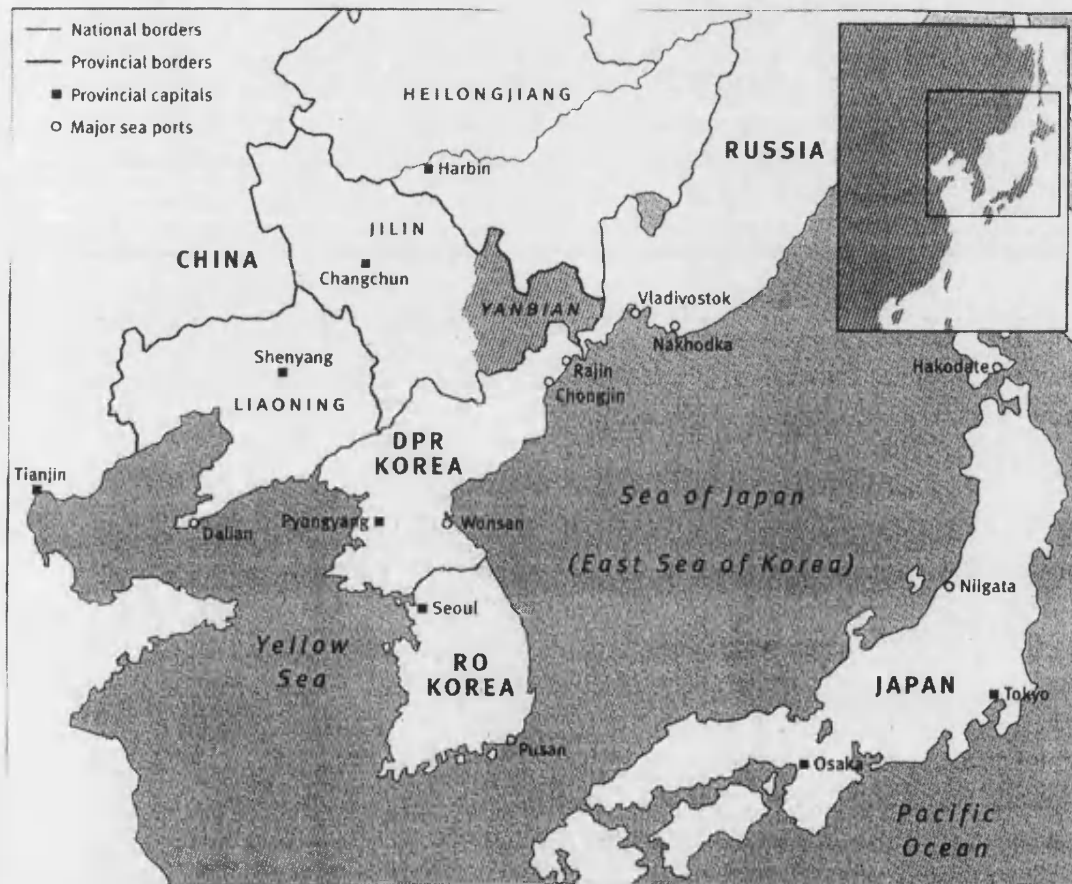 National borders
Provincial borders
Provincial capitals
Major sea ports
HEILONGJIANG
RUSSIA
Harbin
JILIN
CHINA
Changchun
YANBIAN
Vladivostok
Nakhodka
Shenyang
Rajin
Hakodate
Chongjin
LIAONING
DPR
KOREA
Tianjin
Sea of Japan
Dalian
Pyongyang
Wonsan
(East Sea of Korea)
Niigata
Seoul
Yellow
Sea
RO
KOREA
JAPAN
Tokyo
Pusan
Osaka
Pacific
Ocean